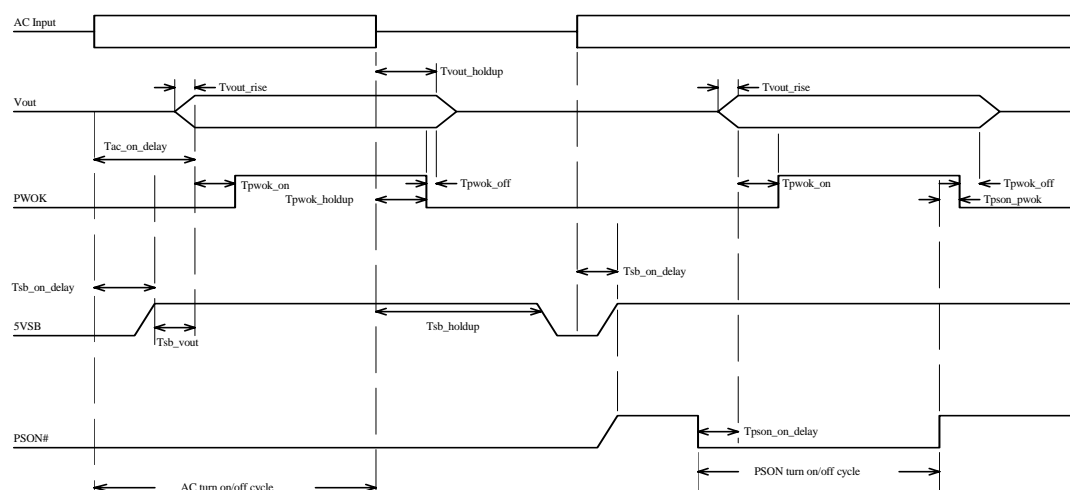 AC Input
Tvout_holdup
Vout
Tvout_rise
Tvout_rise
Tac_on_delay
Tpwok_on
Tpwok_off
Tpwok_on
Tpwok_off
PWOK
Tpwok_holdup
Tpson_pwok
Tsb_on_delay
Tsb_on_delay
5VSB
Tsb_vout
Tsb_holdup
PSON#
Tpson_on_delay
AC turn on/off cycle
PSON turn on/off cycle